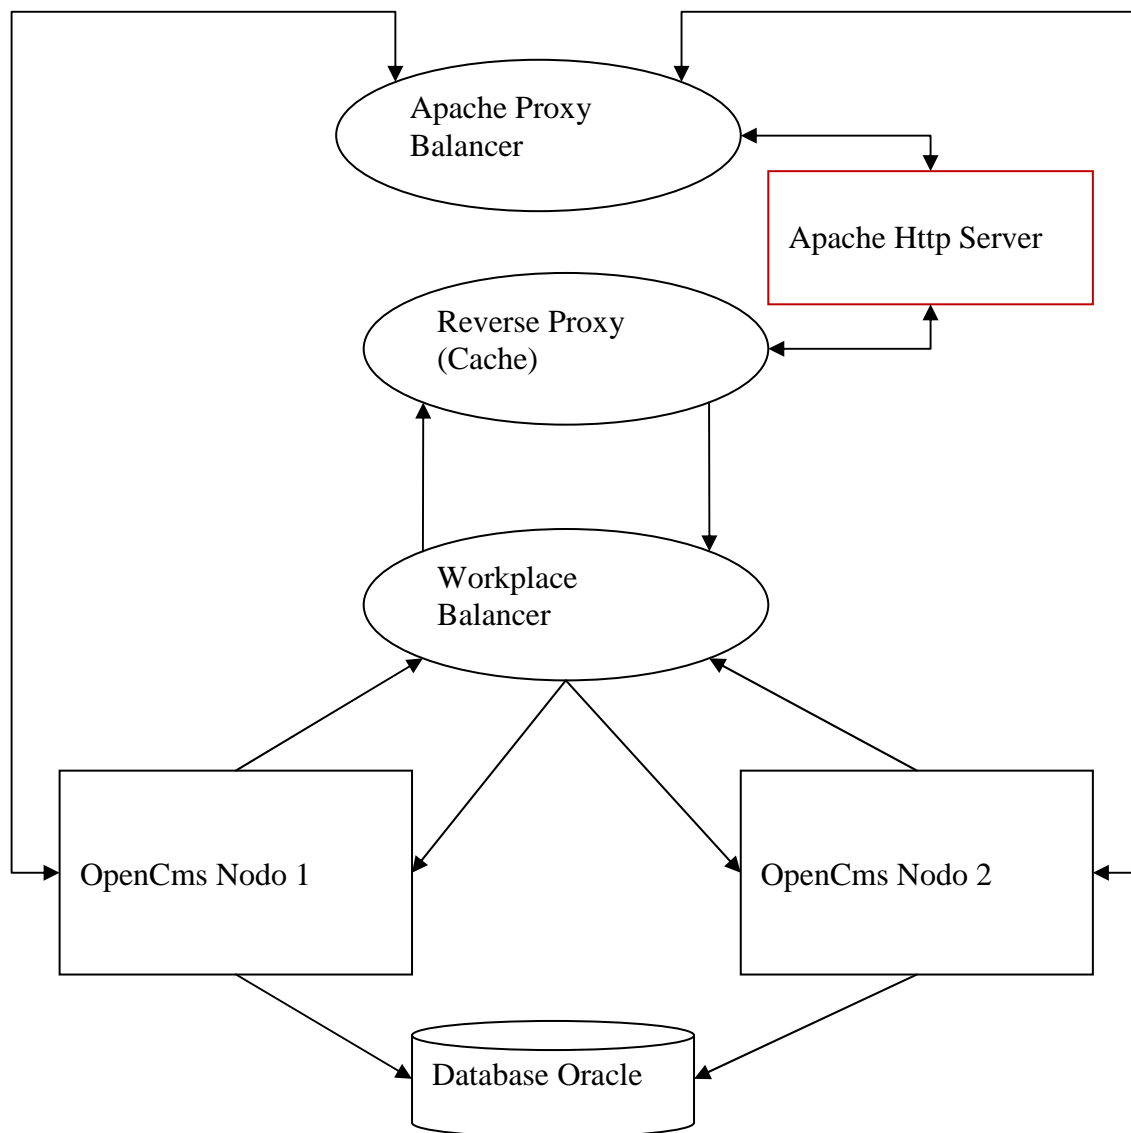 Apache Proxy
Balancer
Apache Http Server
Reverse Proxy
(Cache)
Workplace
Balancer
OpenCms Nodo 1
OpenCms Nodo 2
Database Oracle